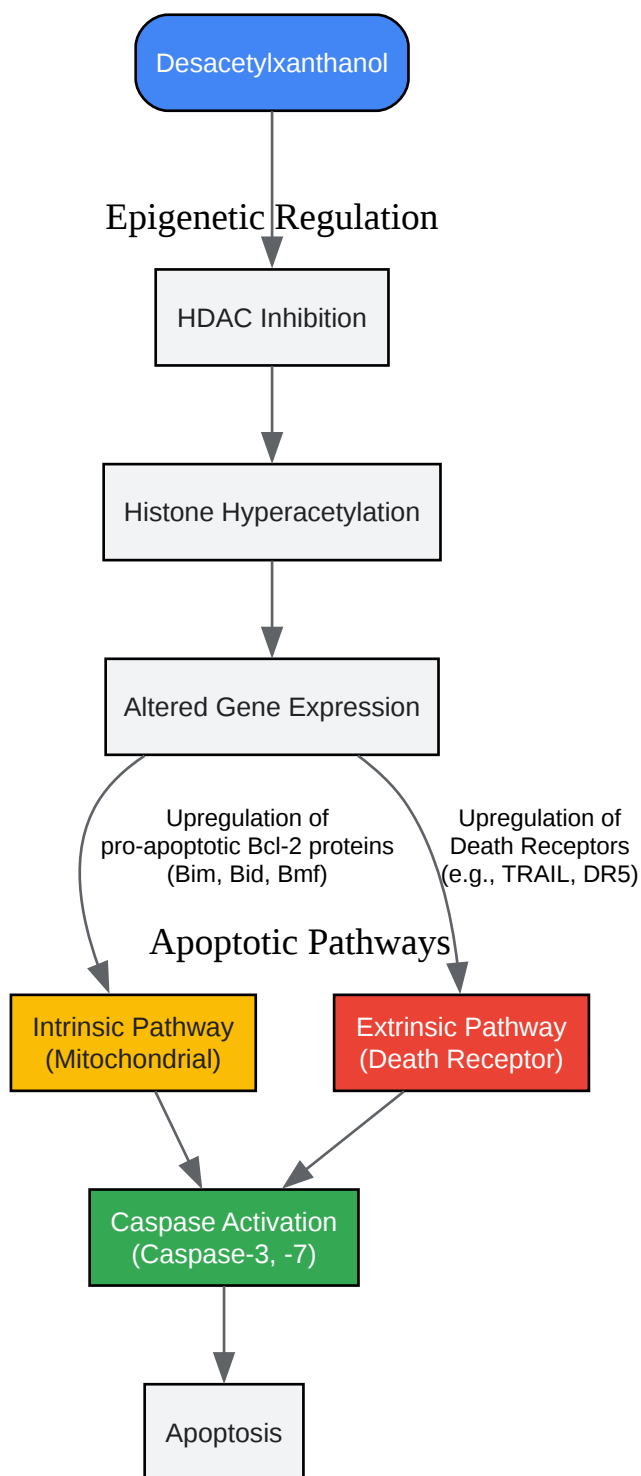 Desacetylxanthanol
Epigenetic Regulation
HDAC Inhibition
Histone Hyperacetylation
Altered Gene Expression
Upregulation of
pro-apoptotic Bcl-2 proteins
(Bim, Bid, Bmf)
Upregulation of
Death Receptors
(e.g., TRAIL, DR5)
Apoptotic Pathways
Intrinsic Pathway
(Mitochondrial)
Extrinsic Pathway
(Death Receptor)
Caspase Activation
(Caspase-3, -7)
Apoptosis